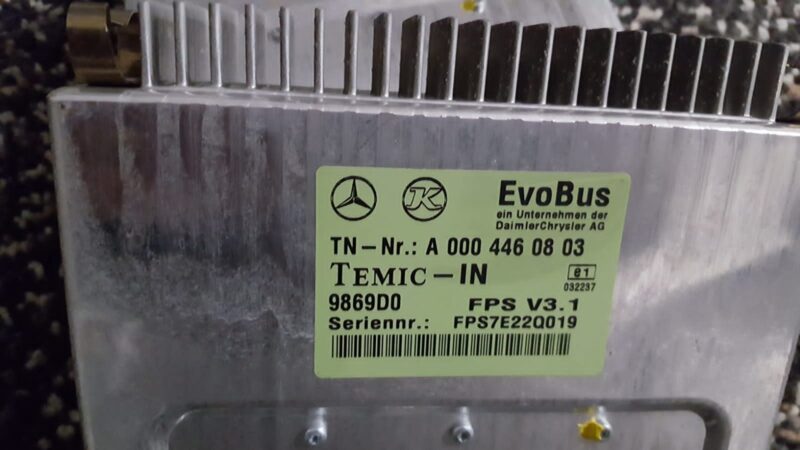 K
EvoBus
ein Unternehmen der
DaimlerChrysler AG
TN-Nr.: A 000 446 08 03
TEMIC-IN
e1
032237
9869D0 FPS V3.1
Seriennr.: FPS7E22Q019